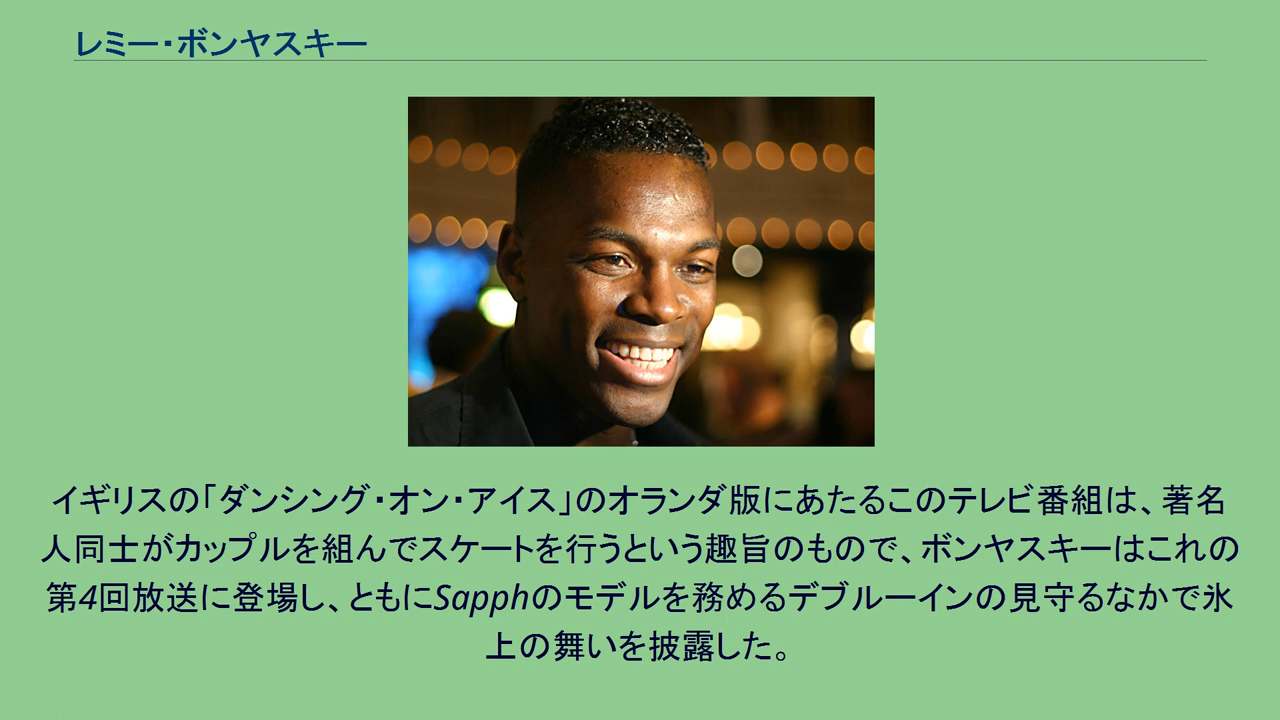 レミー・ボンヤスキー
イギリスの「ダンシング・オン・アイス」のオランダ版にあたるこのテレビ番組は、著名
人同士がカップルを組んでスケートを行うという趣旨のもので、ボンヤスキーはこれの
第4回放送に登場し、ともにSapphのモデルを務めるデブルーインの見守るなかで氷
上の舞いを披露した。